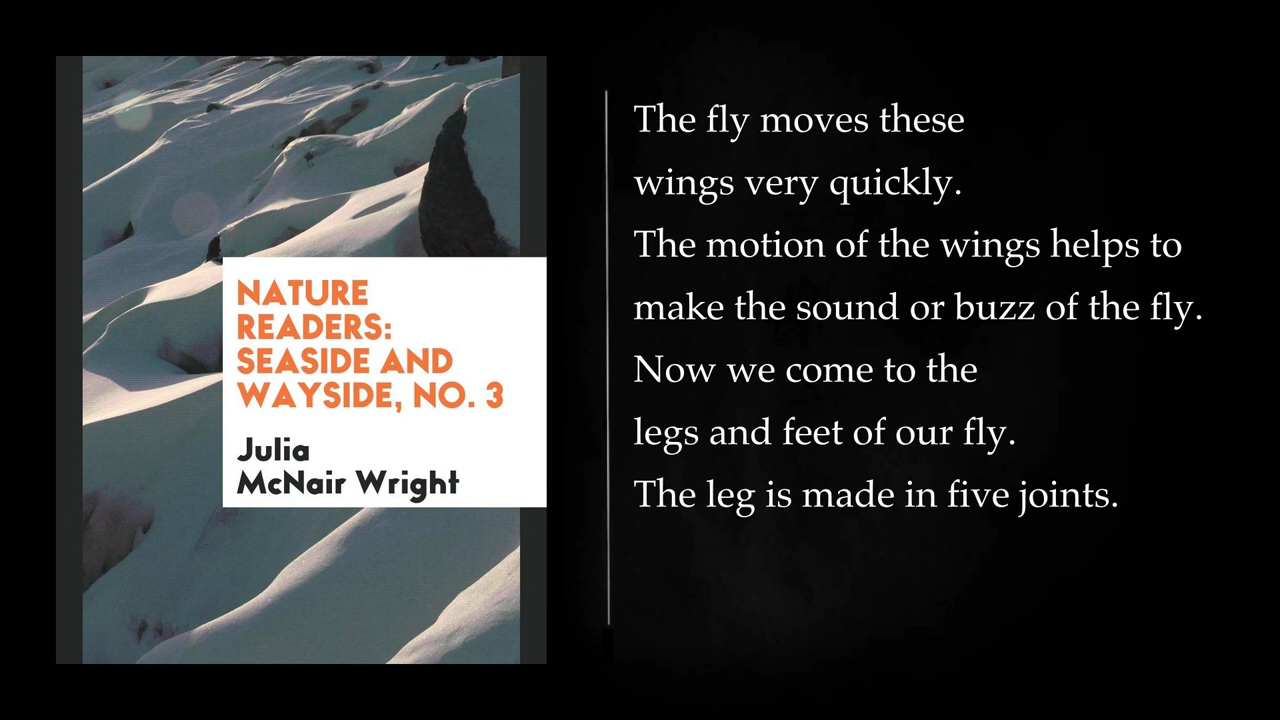 NATURE
READERS:
SEASIDE AND
WAYSIDE, NO. 3
Julia
McNair Wright
The fly moves these
wings very quickly.
The motion of the wings helps to
make the sound or buzz of the fly.
Now we come to the
legs and feet of our fly.
The leg is made in five joints.